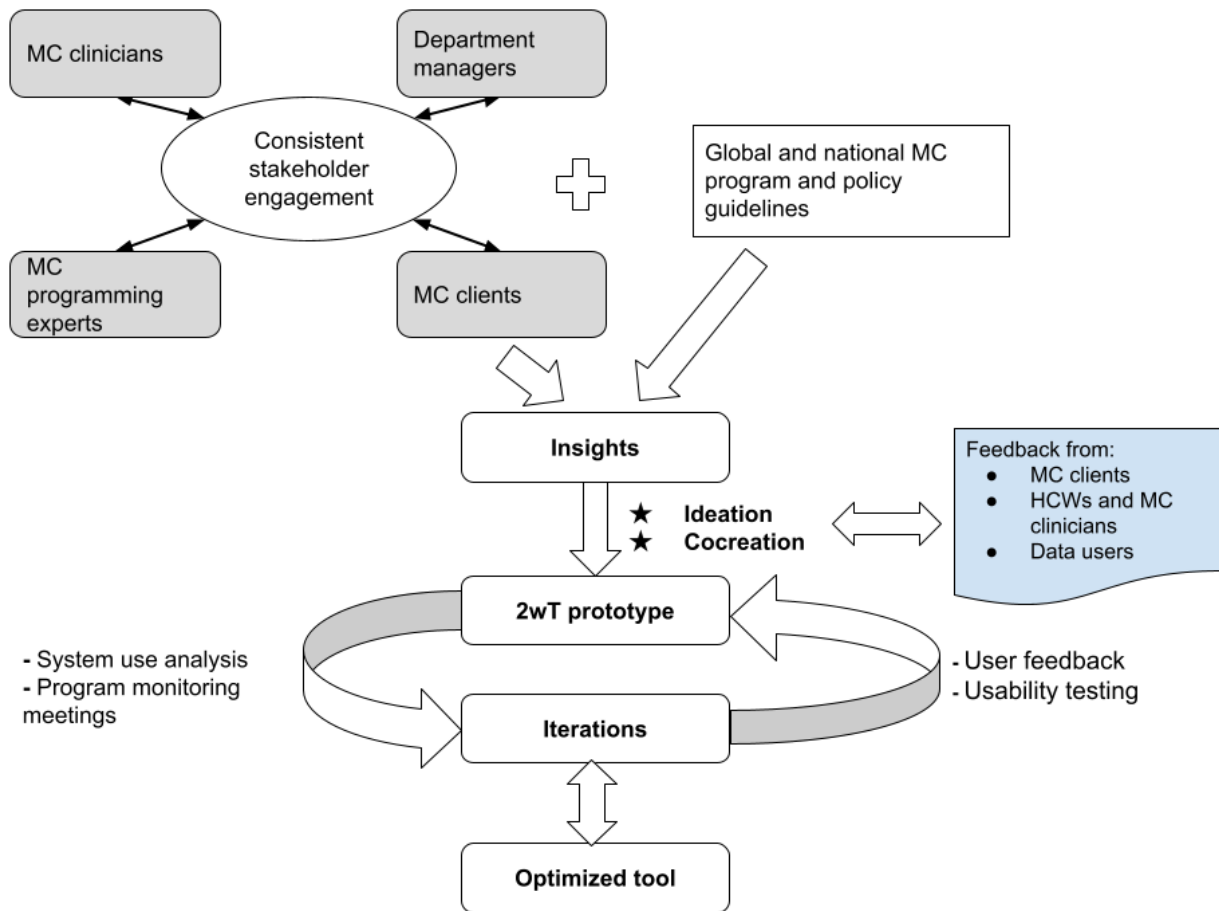 MC clinicians
Department
managers
Consistent
stakeholder
engagement
MC
programming
experts
MC clients
Global and national MC
program and policy
guidelines
Insights
★ Ideation
★ Cocreation
Feedback from:
● MC clients
● HCWs and MC
clinicians
● Data users
2wT prototype
- System use analysis
- Program monitoring
meetings
- User feedback
- Usability testing
Iterations
Optimized tool